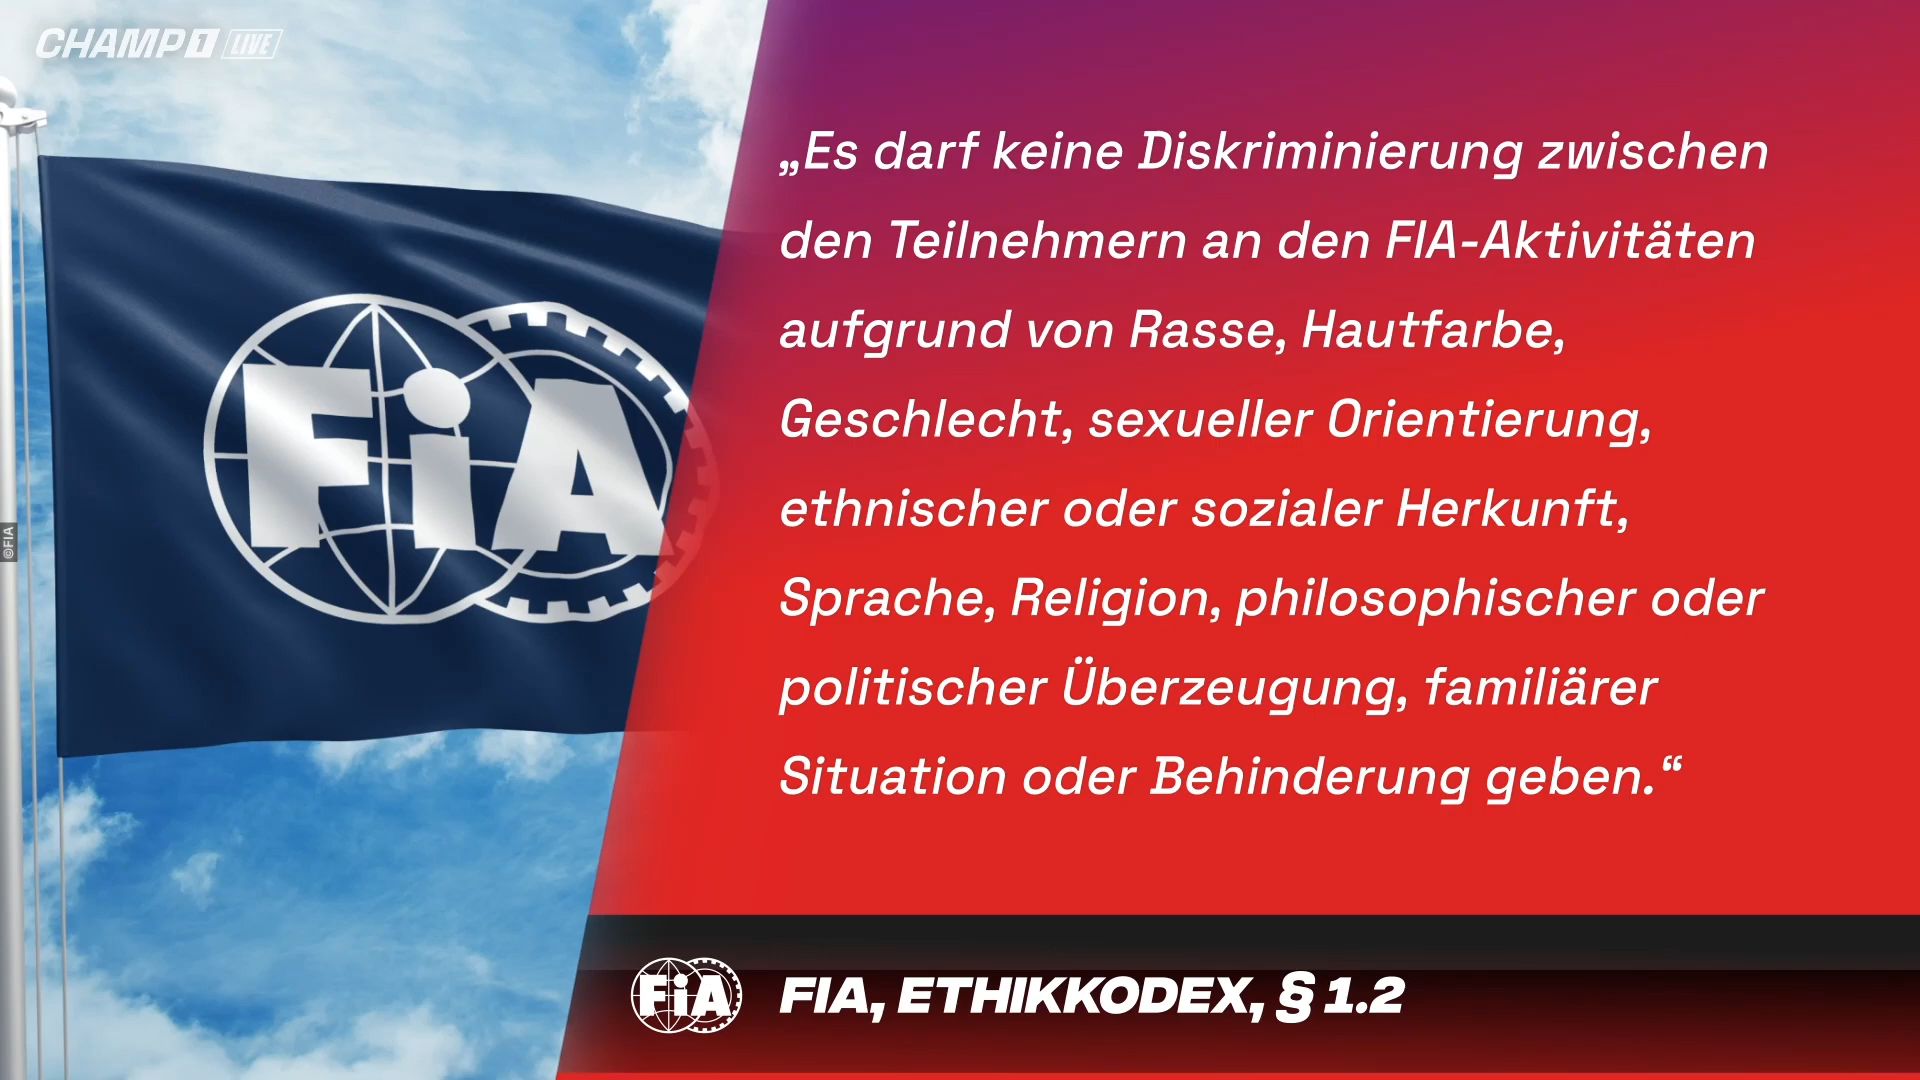 CHAMP1 LIVE
©FIA
FiA
„Es darf keine Diskriminierung zwischen
den Teilnehmern an den FIA-Aktivitäten
aufgrund von Rasse, Hautfarbe,
Geschlecht, sexueller Orientierung,
ethnischer oder sozialer Herkunft,
Sprache, Religion, philosophischer oder
politischer Überzeugung, familiärer
Situation oder Behinderung geben.“
FiA
FIA, ETHIKKODEX, § 1.2